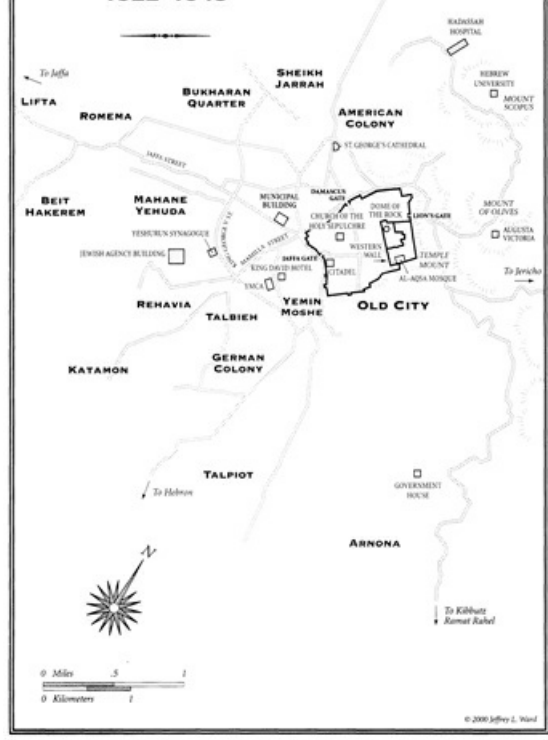 HADASSAH
HOSPITAL
To Jaffa
SHEIKH
JARRAH
HEBREW
UNIVERSITY
BUKHARAN
QUARTER
MOUNT
SCOPUS
LIFTA
ROMEMA
AMERICAN
COLONY
ST. GEORGE'S CATHEDRAL
JAFFA STREET
BEIT
HAKEREM
MAHANE
YEHUDA
MUNICIPAL
BUILDING
DAMASCUS
GATE
DOME OF
THE ROCK
LION'S GATE
MOUNT
OF OLIVES
CHURCH OF THE
HOLY SEPULCHRE
KING GEORGE V ST.
MAMILLA STREET
YESHURUN SYNAGOGUE
AUGUSTA
VICTORIA
JEWISH AGENCY BUILDING
WESTERN
WALL
TEMPLE
MOUNT
JAFFA GATE
KING DAVID HOTEL
CITADEL
To Jericho
AL-AQSA MOSQUE
YMCA
REHAVIA
YEMIN
MOSHE
OLD CITY
TALBIEH
KATAMON
GERMAN
COLONY
TALPIOT
To Hebron
GOVERNMENT
HOUSE
ARNONA
N
To Kibbutz
Ramat Rahel
0 Miles .5 1
0 Kilometers 1
© 2000 Jeffrey L. Ward